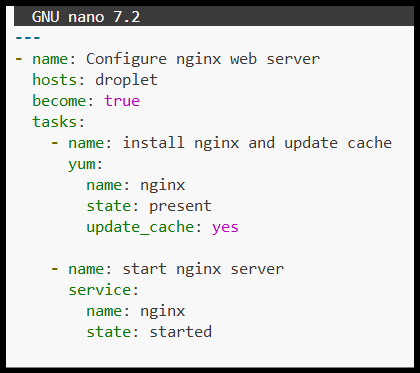 GNU nano 7.2
---
- name: Configure nginx web server
  hosts: droplet
  become: true
  tasks:
    - name: install nginx and update cache
      yum:
        name: nginx
        state: present
        update_cache: yes

    - name: start nginx server
      service:
        name: nginx
        state: started